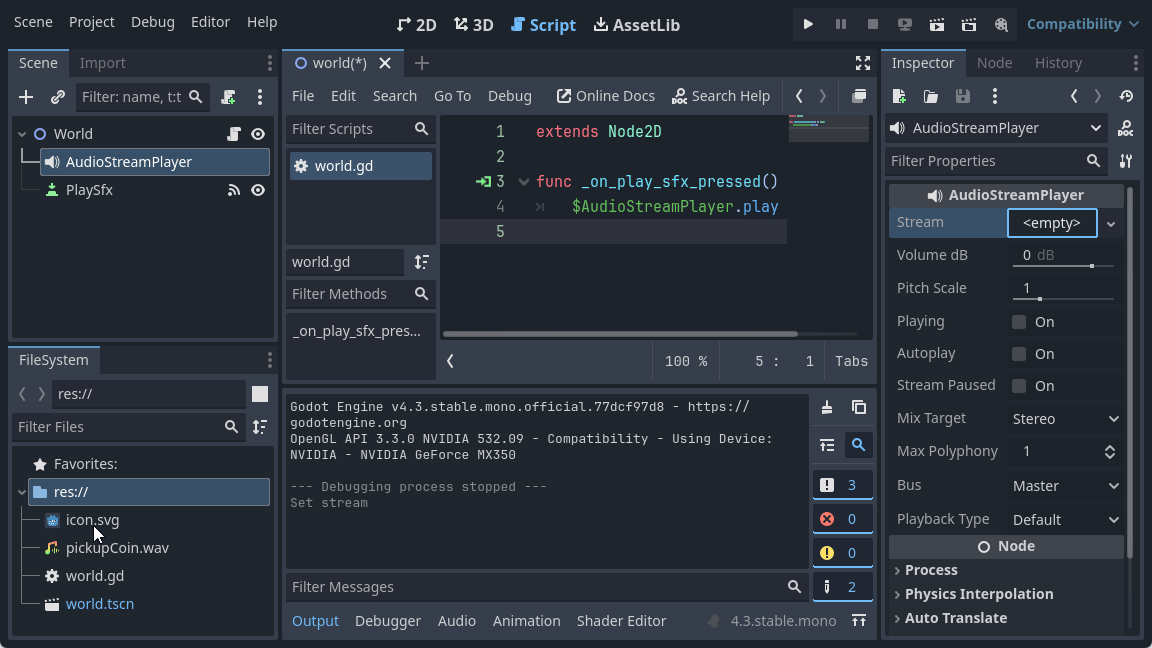 Scene Project Debug Editor Help
2D 3D Script AssetLib
Compatibility
Scene Import
Filter: name, t:t
World
AudioStreamPlayer
PlaySfx
FileSystem
res://
Filter Files
Favorites:
res://
icon.svg
pickupCoin.wav
world.gd
world.tscn
world(*)
File Edit Search Go To Debug Online Docs Search Help
Filter Scripts
world.gd
world.gd
Filter Methods
_on_play_sfx_pres...
1 extends Node2D
2
3 func _on_play_sfx_pressed()
4 $AudioStreamPlayer.play
5
100 % 5 : 1 Tabs
Godot Engine v4.3.stable.mono.official.77dcf97d8 - https://
godotengine.org
OpenGL API 3.3.0 NVIDIA 532.09 - Compatibility - Using Device:
NVIDIA - NVIDIA GeForce MX350
--- Debugging process stopped ---
Set stream
3
0
0
2
Filter Messages
Output Debugger Audio Animation Shader Editor 4.3.stable.mono
Inspector Node History
AudioStreamPlayer
Filter Properties
AudioStreamPlayer
Stream <empty>
Volume dB 0 dB
Pitch Scale 1
Playing On
Autoplay On
Stream Paused On
Mix Target Stereo
Max Polyphony 1
Bus Master
Playback Type Default
Node
Process
Physics Interpolation
Auto Translate